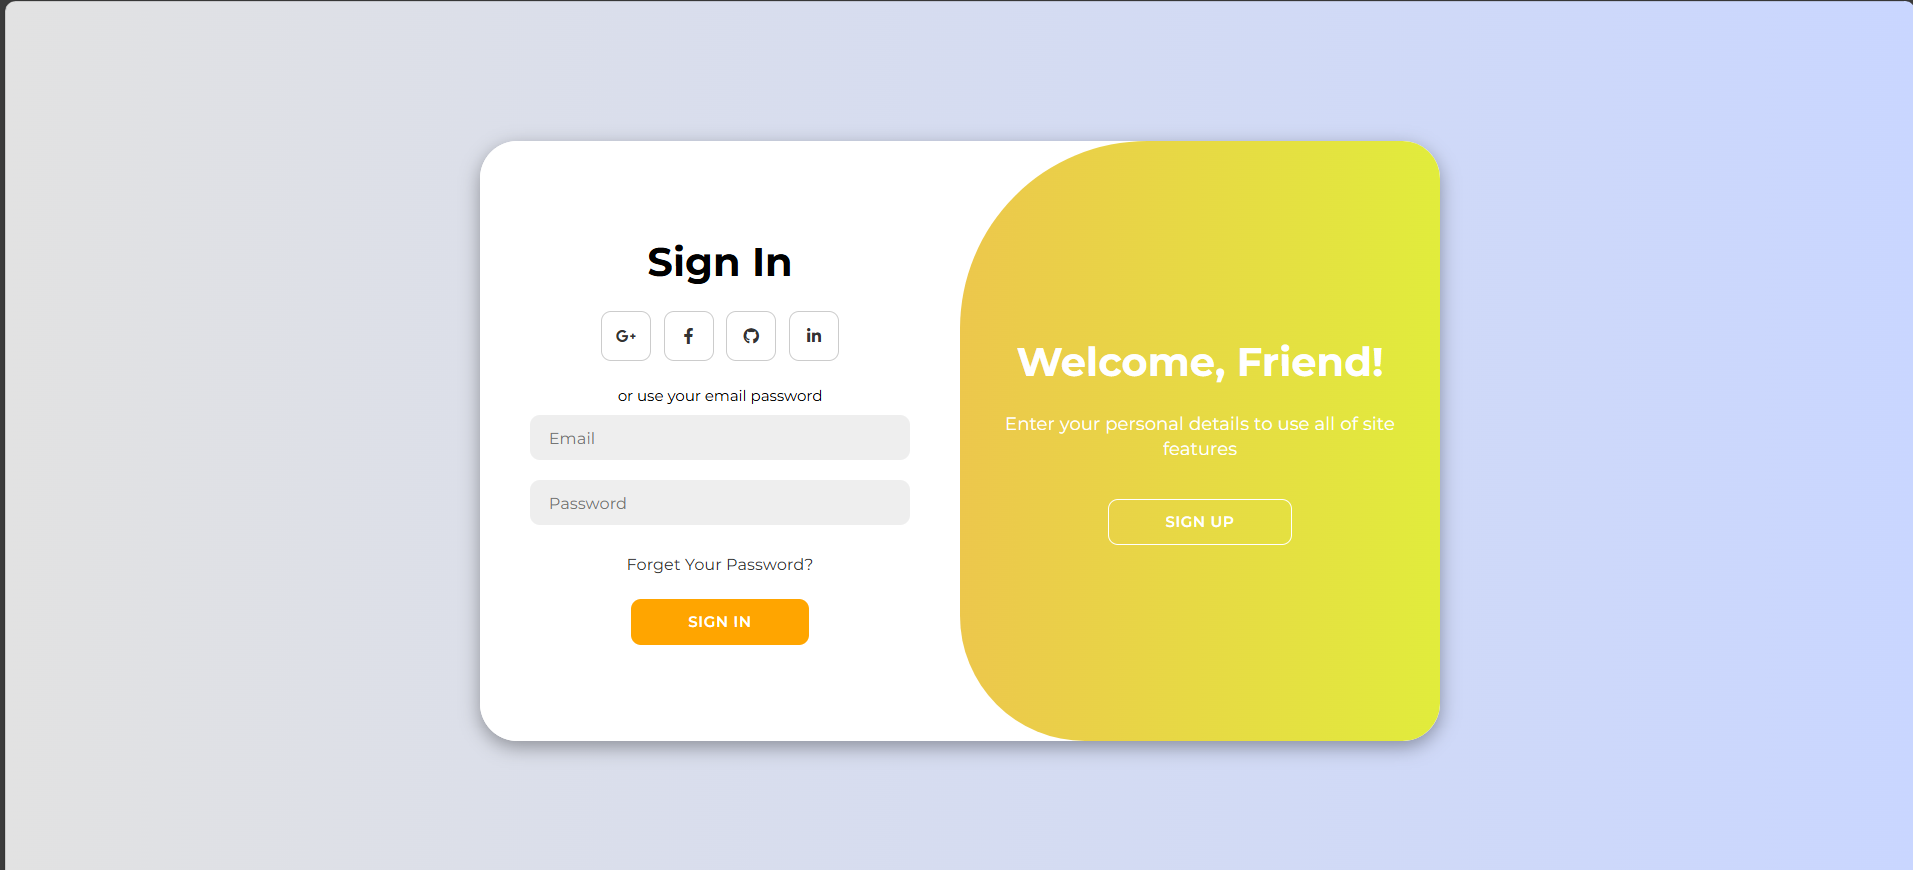 Sign In
G+ f in
or use your email password
Email
Password
Forget Your Password?
SIGN IN
Welcome, Friend!
Enter your personal details to use all of site
features
SIGN UP